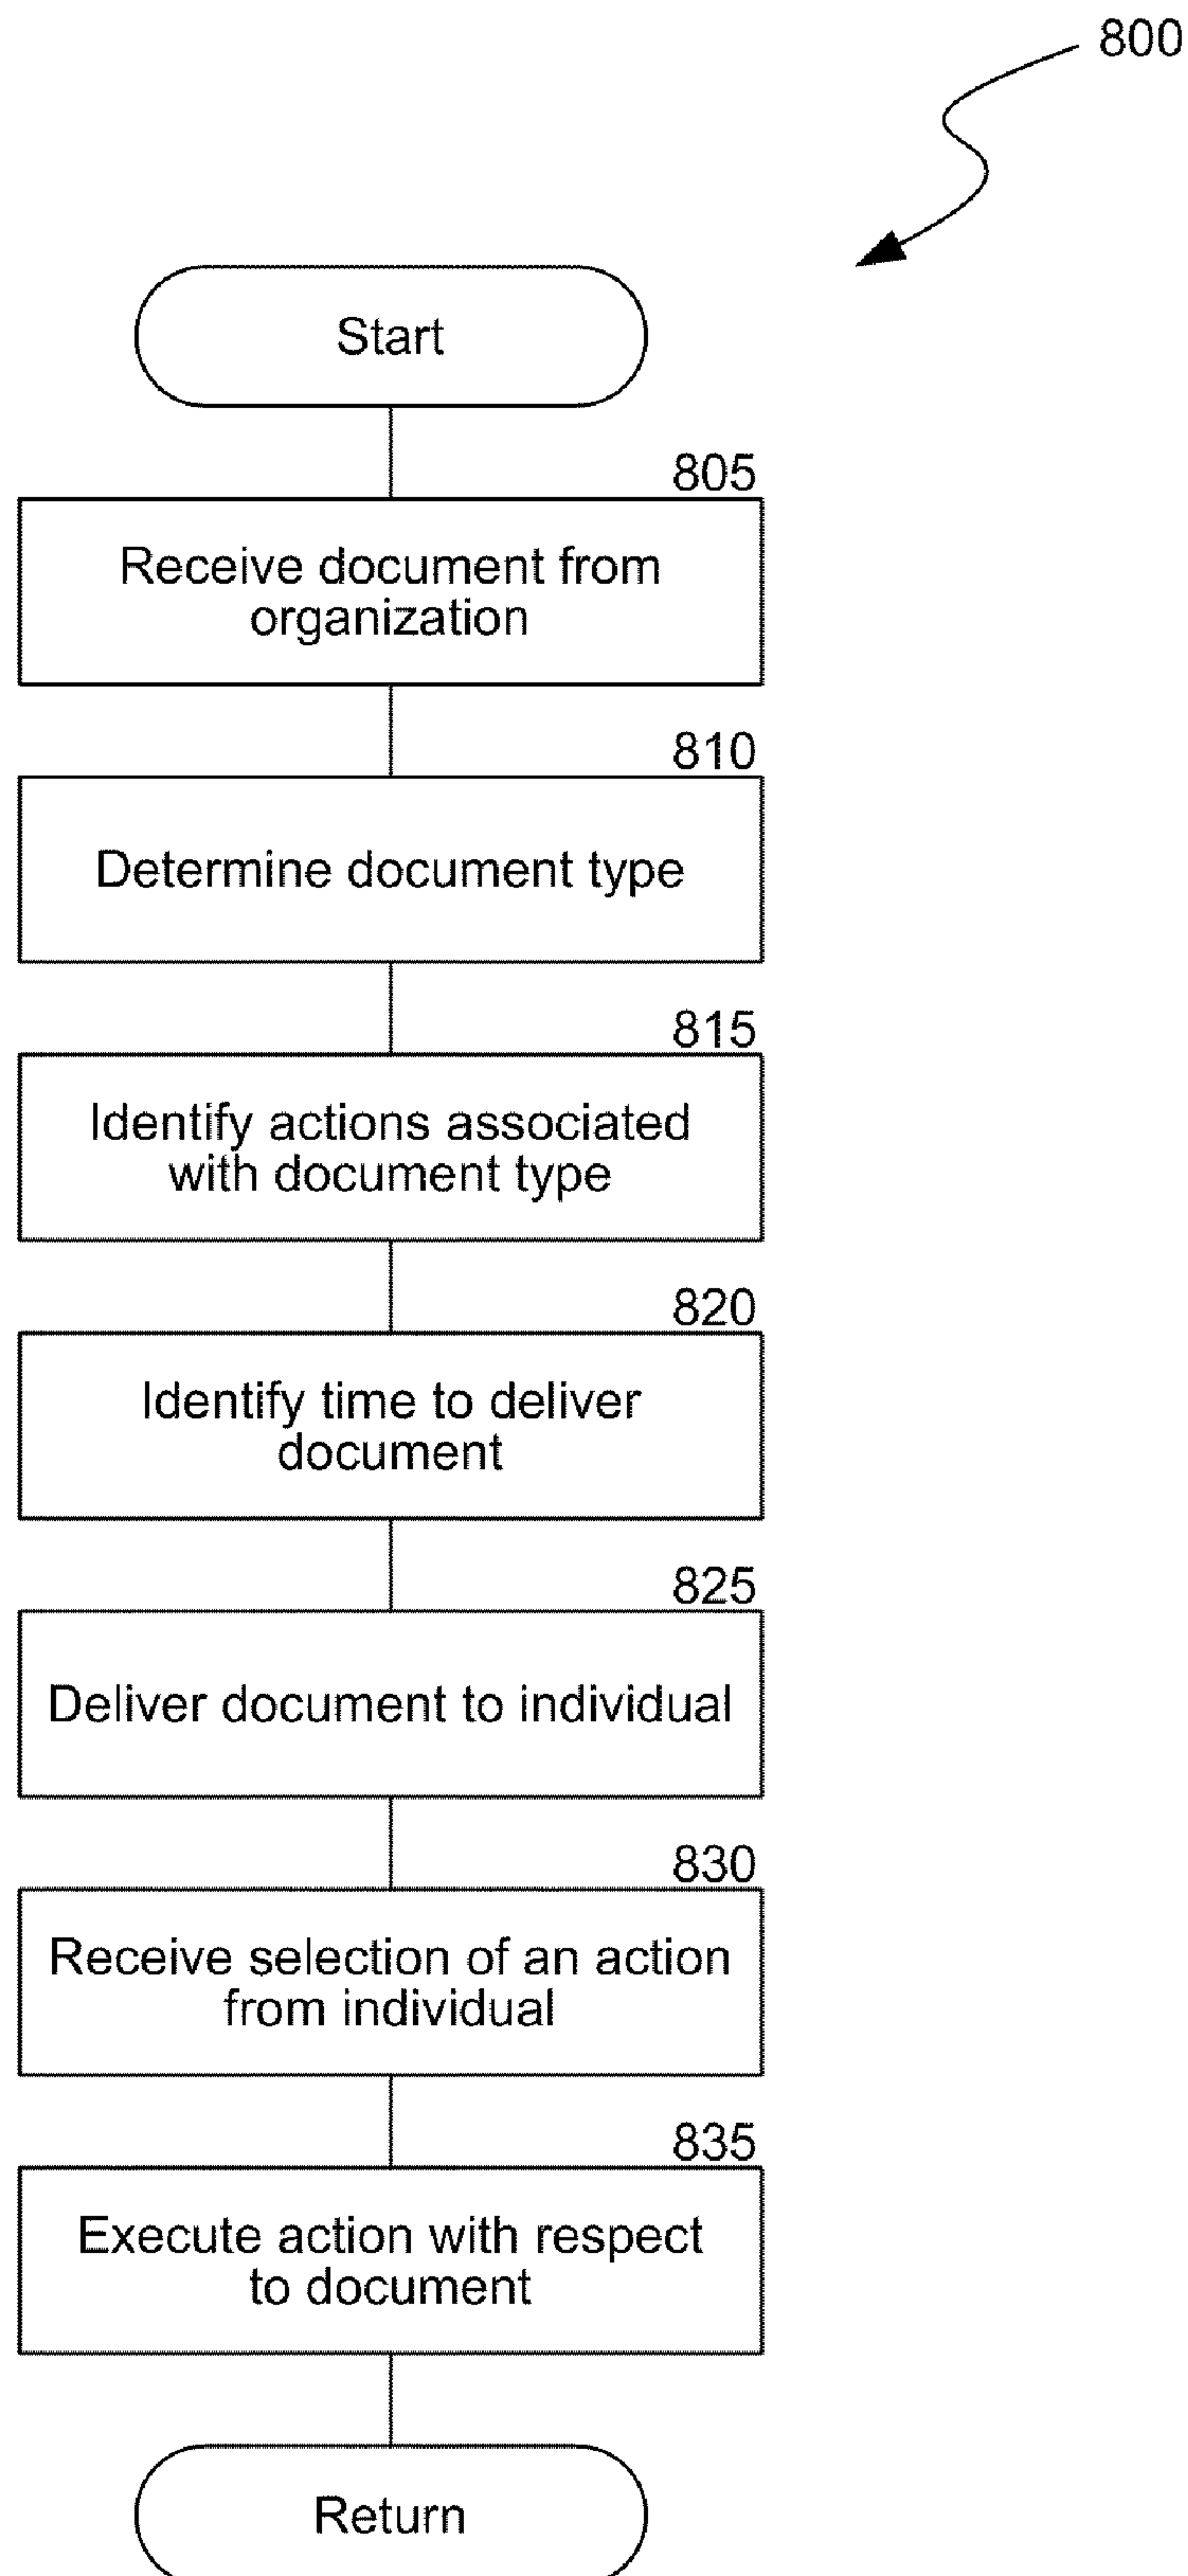 800
Start
805
Receive document from
organization
810
Determine document type
815
Identify actions associated
with document type
820
Identify time to deliver
document
825
Deliver document to individual
830
Receive selection of an action
from individual
835
Execute action with respect
to document
Return